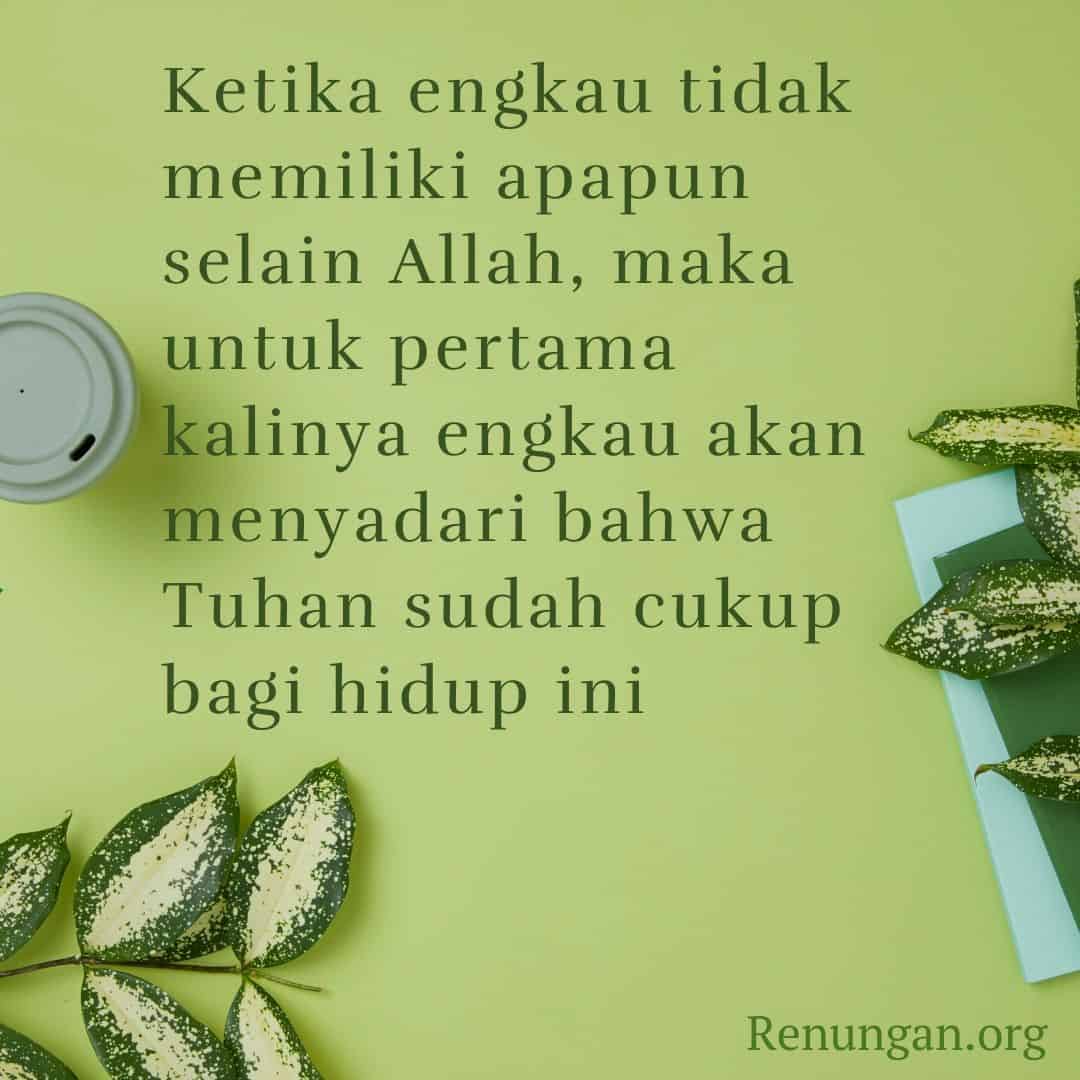 Ketika engkau tidak
memiliki apapun
selain Allah, maka
untuk pertama
kalinya engkau akan
menyadari bahwa
Tuhan sudah cukup
bagi hidup ini
Renungan.org